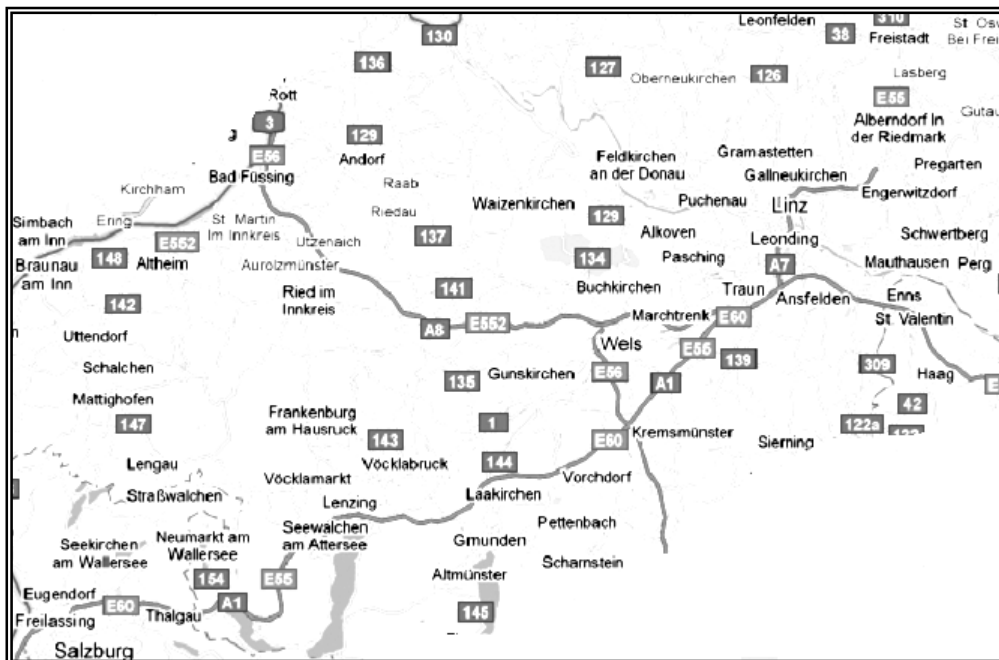 Leonfelden
310
St. Osw
130
38
Freistadt
Bei Frei
136
127
Oberneukirchen
126
Lasberg
Rott
E55
Gutau
3
129
Alberndorf in
der Riedmark
E56
Andorf
Feldkirchen
an der Donau
Gramastetten
Gallneukirchen
Pregarten
Bad Füssing
Raab
Kirchham
Waizenkirchen
Puchenau
Linz
Engerwitzdorf
Simbach
am Inn
Ering
St Martin
Im Innkreis
Riedau
129
Alkoven
Leonding
Schwertberg
E552
137
Utzenaich
Braunau
am Inn
148
Altheim
Aurolzmünster
134
Pasching
A7
Mauthausen
Perg
142
Ried im
Innkreis
141
Buchkirchen
Traun
Ansfelden
Enns
Uttendorf
A8
E552
Marchtrenk
E60
St. Valentin
Schalchen
Wels
E55
139
309
Haag
E
Mattighofen
135
Gunskirchen
E56
A1
42
147
Frankenburg
am Hausruck
1
122a
143
E60
Kremsmünster
Sierning
Lengau
Vöcklabruck
144
Straßwalchen
Vöcklamarkt
Vorchdorf
Lenzing
Laakirchen
Seekirchen
am Wallersee
Neumarkt am
Wallersee
Seewalchen
am Attersee
Pettenbach
Gmunden
Scharnstein
154
E55
Altmünster
Eugendorf
E60
A1
145
Freilassing
Thalgau
Salzburg